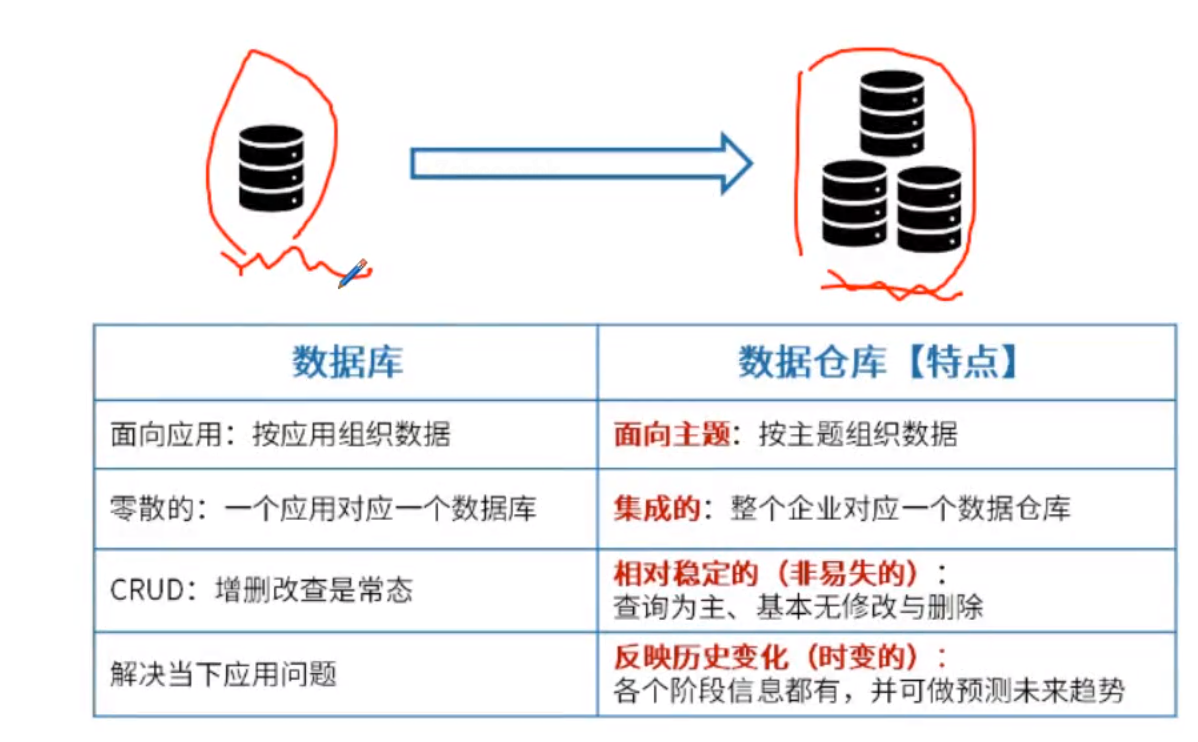 数据库
数据仓库【特点】
面向应用：按应用组织数据
面向主题：按主题组织数据
零散的：一个应用对应一个数据库
集成的：整个企业对应一个数据仓库
CRUD：增删改查是常态
相对稳定的（非易失的）：
查询为主、基本无修改与删除
解决当下应用问题
反映历史变化（时变的）：
各个阶段信息都有，并可做预测未来趋势